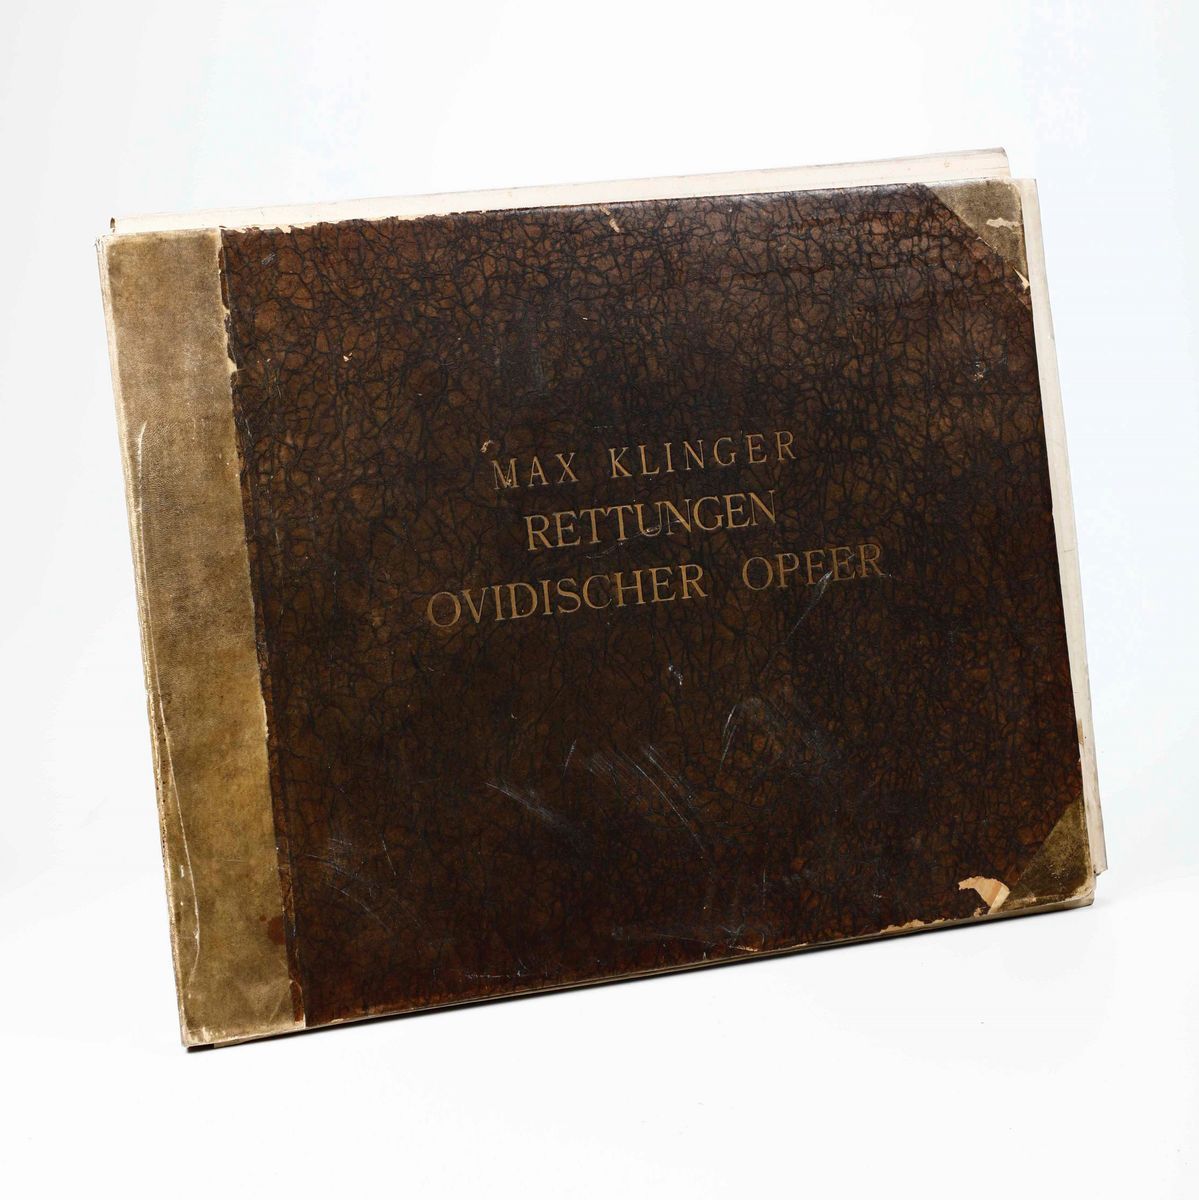 MAX KLINGER
RETTUNGEN
OVIDISCHER OPFER